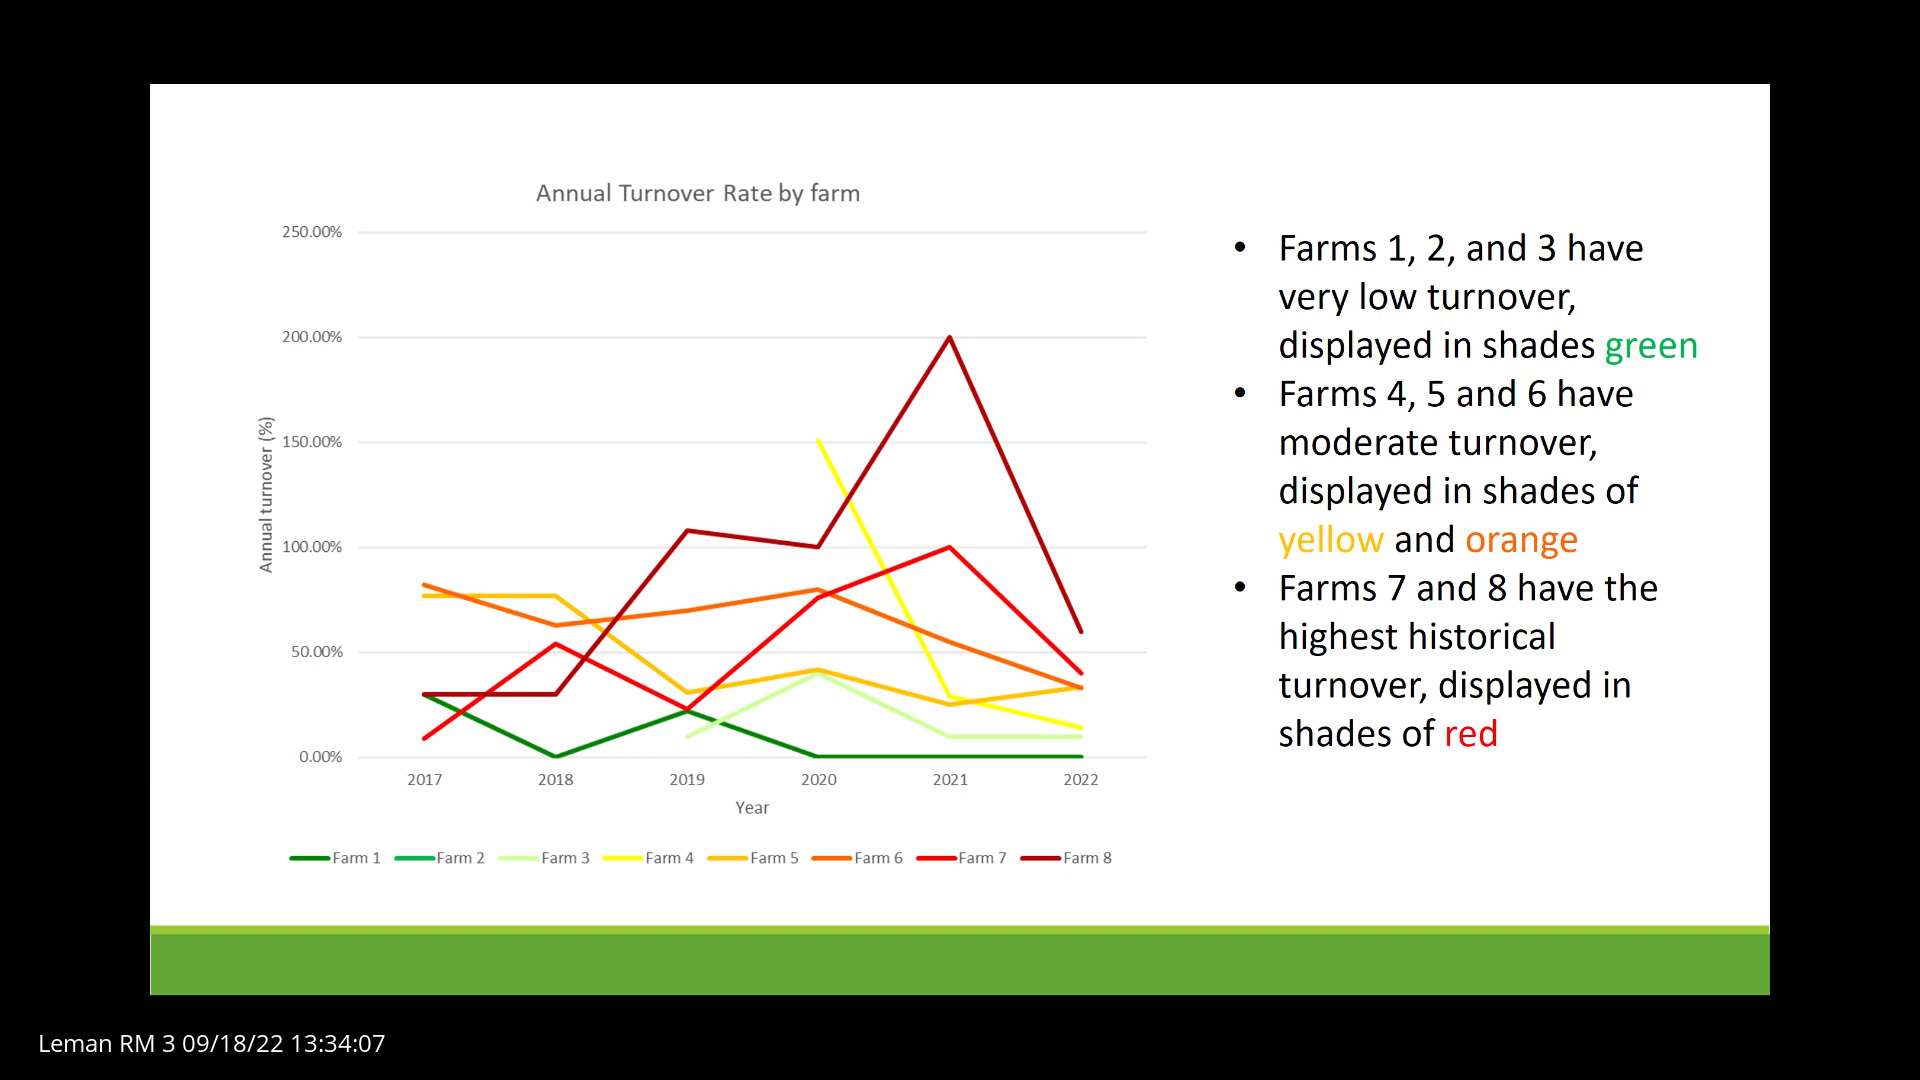 Annual Turnover Rate by farm
250.00%
200.00%
150.00%
100.00%
50.00%
0.00%
Annual turnover (%)
2017 2018 2019 2020 2021 2022
Year
Farm 1 Farm 2 Farm 3 Farm 4 Farm 5 Farm 6 Farm 7 Farm 8
• Farms 1, 2, and 3 have
very low turnover,
displayed in shades green
• Farms 4, 5 and 6 have
moderate turnover,
displayed in shades of
yellow and orange
• Farms 7 and 8 have the
highest historical
turnover, displayed in
shades of red
Leman RM 3 09/18/22 13:34:07